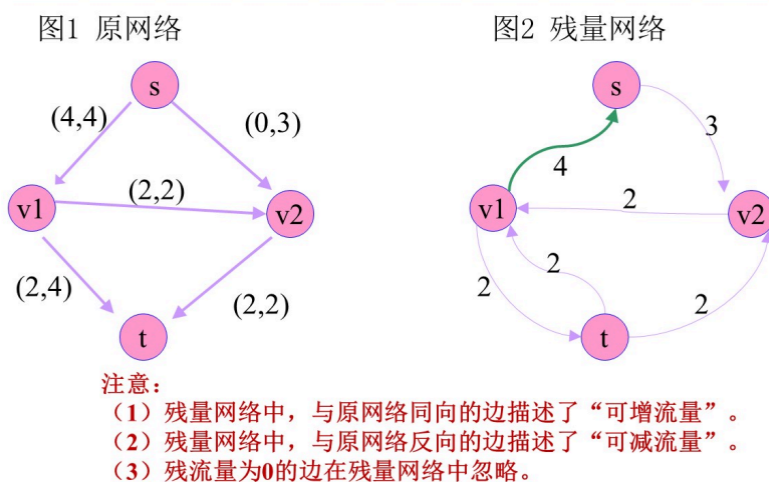 图1 原网络
图2 残量网络
s
(4,4)
(0,3)
v1
(2,2)
v2
(2,4)
(2,2)
t
s
3
4
v1
2
v2
2
2
2
t
注意：
（1）残量网络中，与原网络同向的边描述了“可增流量”。
（2）残量网络中，与原网络反向的边描述了“可减流量”。
（3）残流量为0的边在残量网络中忽略。